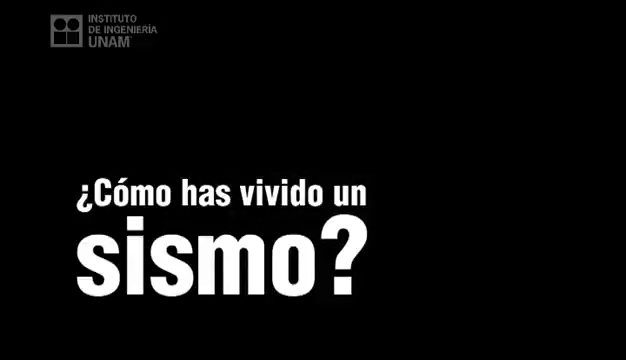 INSTITUTO
DE INGENIERÍA
UNAM
¿Cómo has vivido un
sismo?